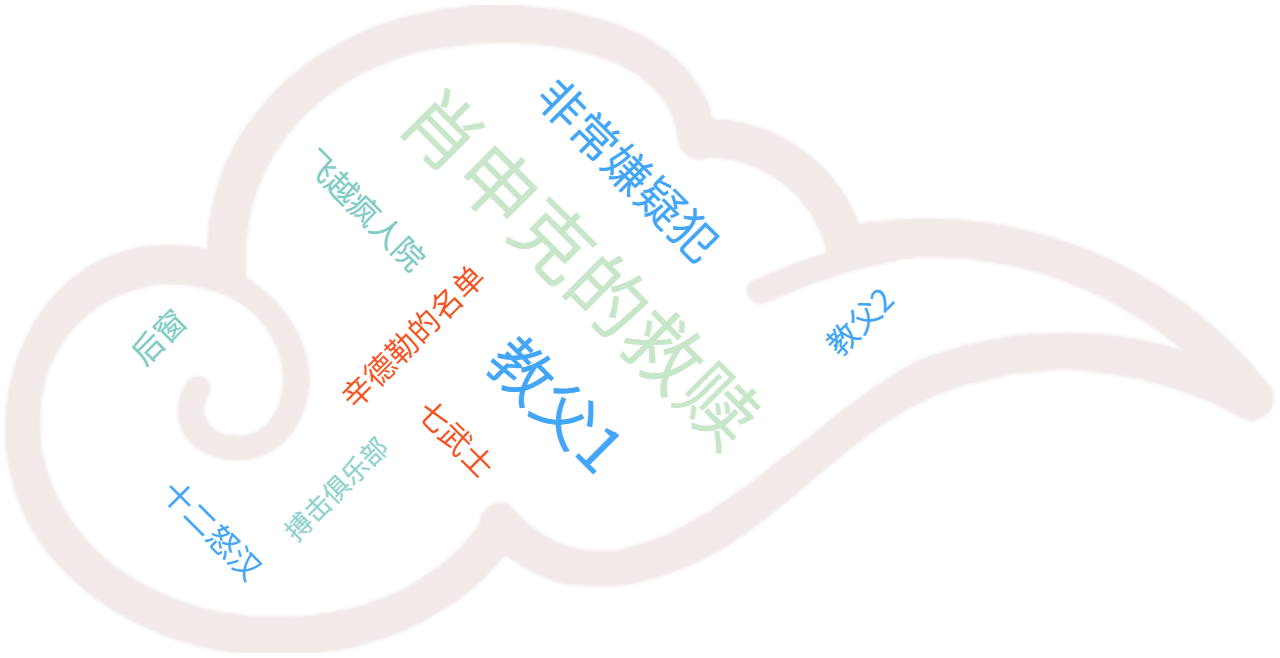 非常嫌疑犯
肖申克的救赎
飞越疯人院
辛德勒的名单
教父2
后窗
教父1
七武士
搏击俱乐部
十二怒汉